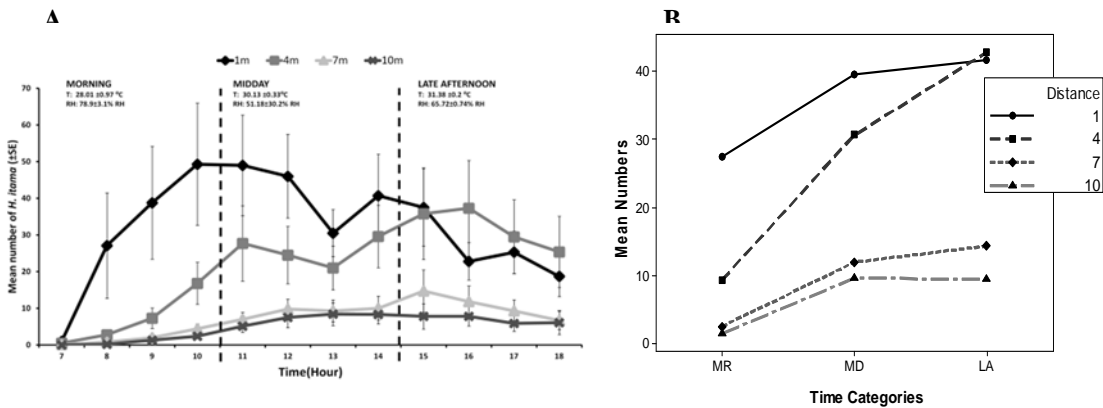 A
1m 4m 7m 10m
MORNING
T: 28.01 ±0.97 °C
RH: 78.9±3.1% RH
MIDDAY
T: 30.13 ±0.33°C
RH: 51.18±30.2% RH
LATE AFTERNOON
T: 31.38 ±0.2 °C
RH: 65.72±0.74% RH
Mean number of H. itama (±SE)
70
60
50
40
30
20
10
0
7 8 9 10 11 12 13 14 15 16 17 18
Time(Hour)
B
Mean Numbers
40
30
20
10
0
MR MD LA
Time Categories
Distance
1
4
7
10